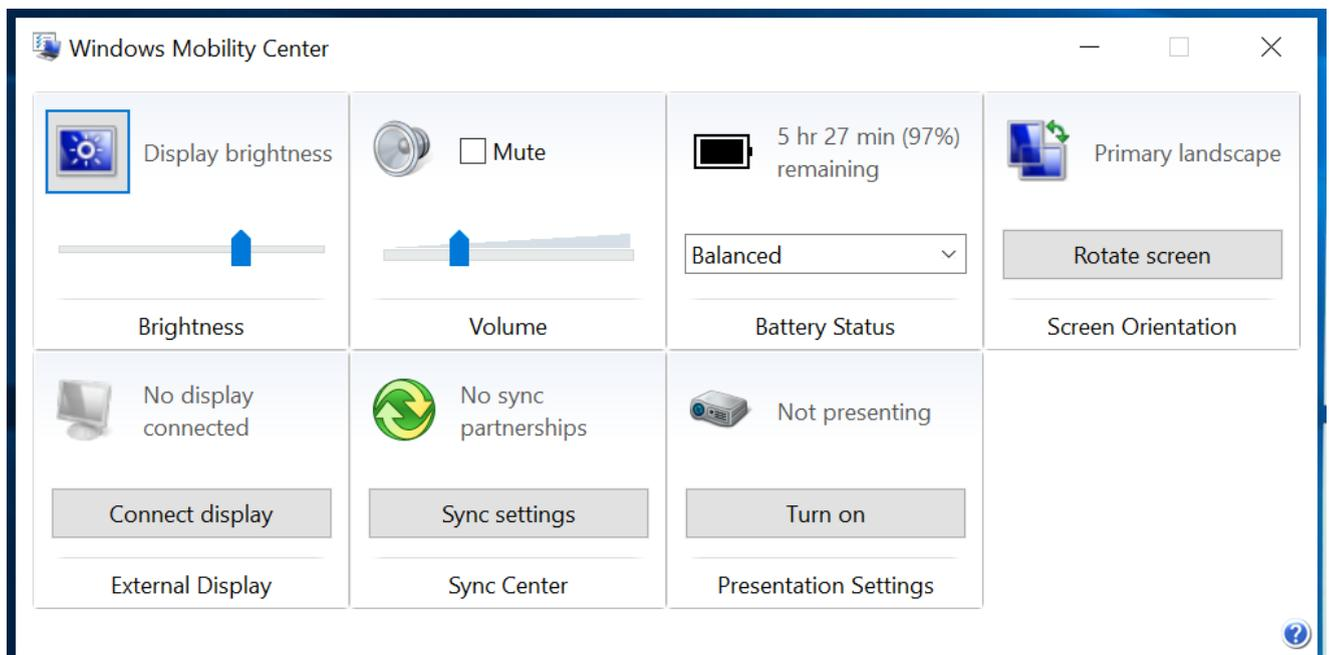 Windows Mobility Center
Display brightness
Brightness
Mute
Volume
5 hr 27 min (97%)
remaining
Balanced
Battery Status
Primary landscape
Rotate screen
Screen Orientation
No display
connected
Connect display
External Display
No sync
partnerships
Sync settings
Sync Center
Not presenting
Turn on
Presentation Settings
?